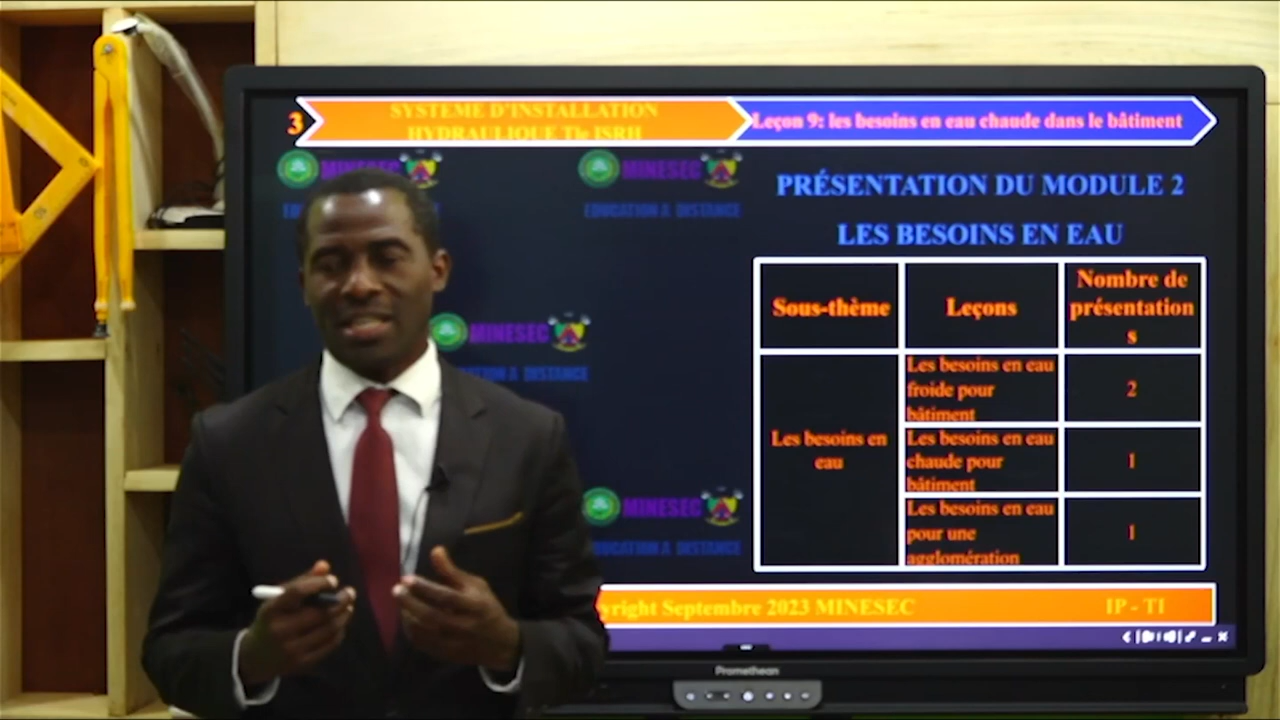 3
SYSTEME D'INSTALLATION
HYDRAULIQUE Tle ISRH
Leçon 9: les besoins en eau chaude dans le bâtiment
MINESEC
MINESEC
EDUCATION A DISTANCE
PRÉSENTATION DU MODULE 2
LES BESOINS EN EAU
Sous-thème
Leçons
Nombre de
présentation
s
Les besoins en
eau
Les besoins en eau
froide pour
bâtiment
2
Les besoins en eau
chaude pour
bâtiment
1
Les besoins en eau
pour une
agglomération
1
MINESEC
DISTANCE
MINESEC
EDUCATION A DISTANCE
yright Septembre 2023 MINESEC
IP - TI
Promethean